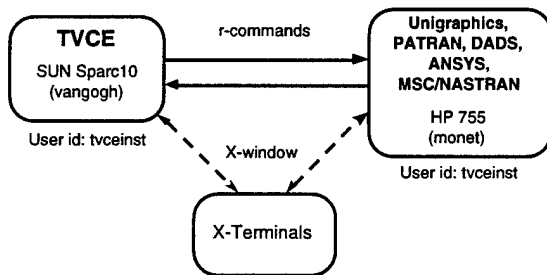 TVCE
SUN Sparc10
(vangogh)
User id: tvceinst
r-commands
Unigraphics,
PATRAN, DADS,
ANSYS,
MSC/NASTRAN
HP 755
(monet)
User id: tvceinst
X-window
X-Terminals